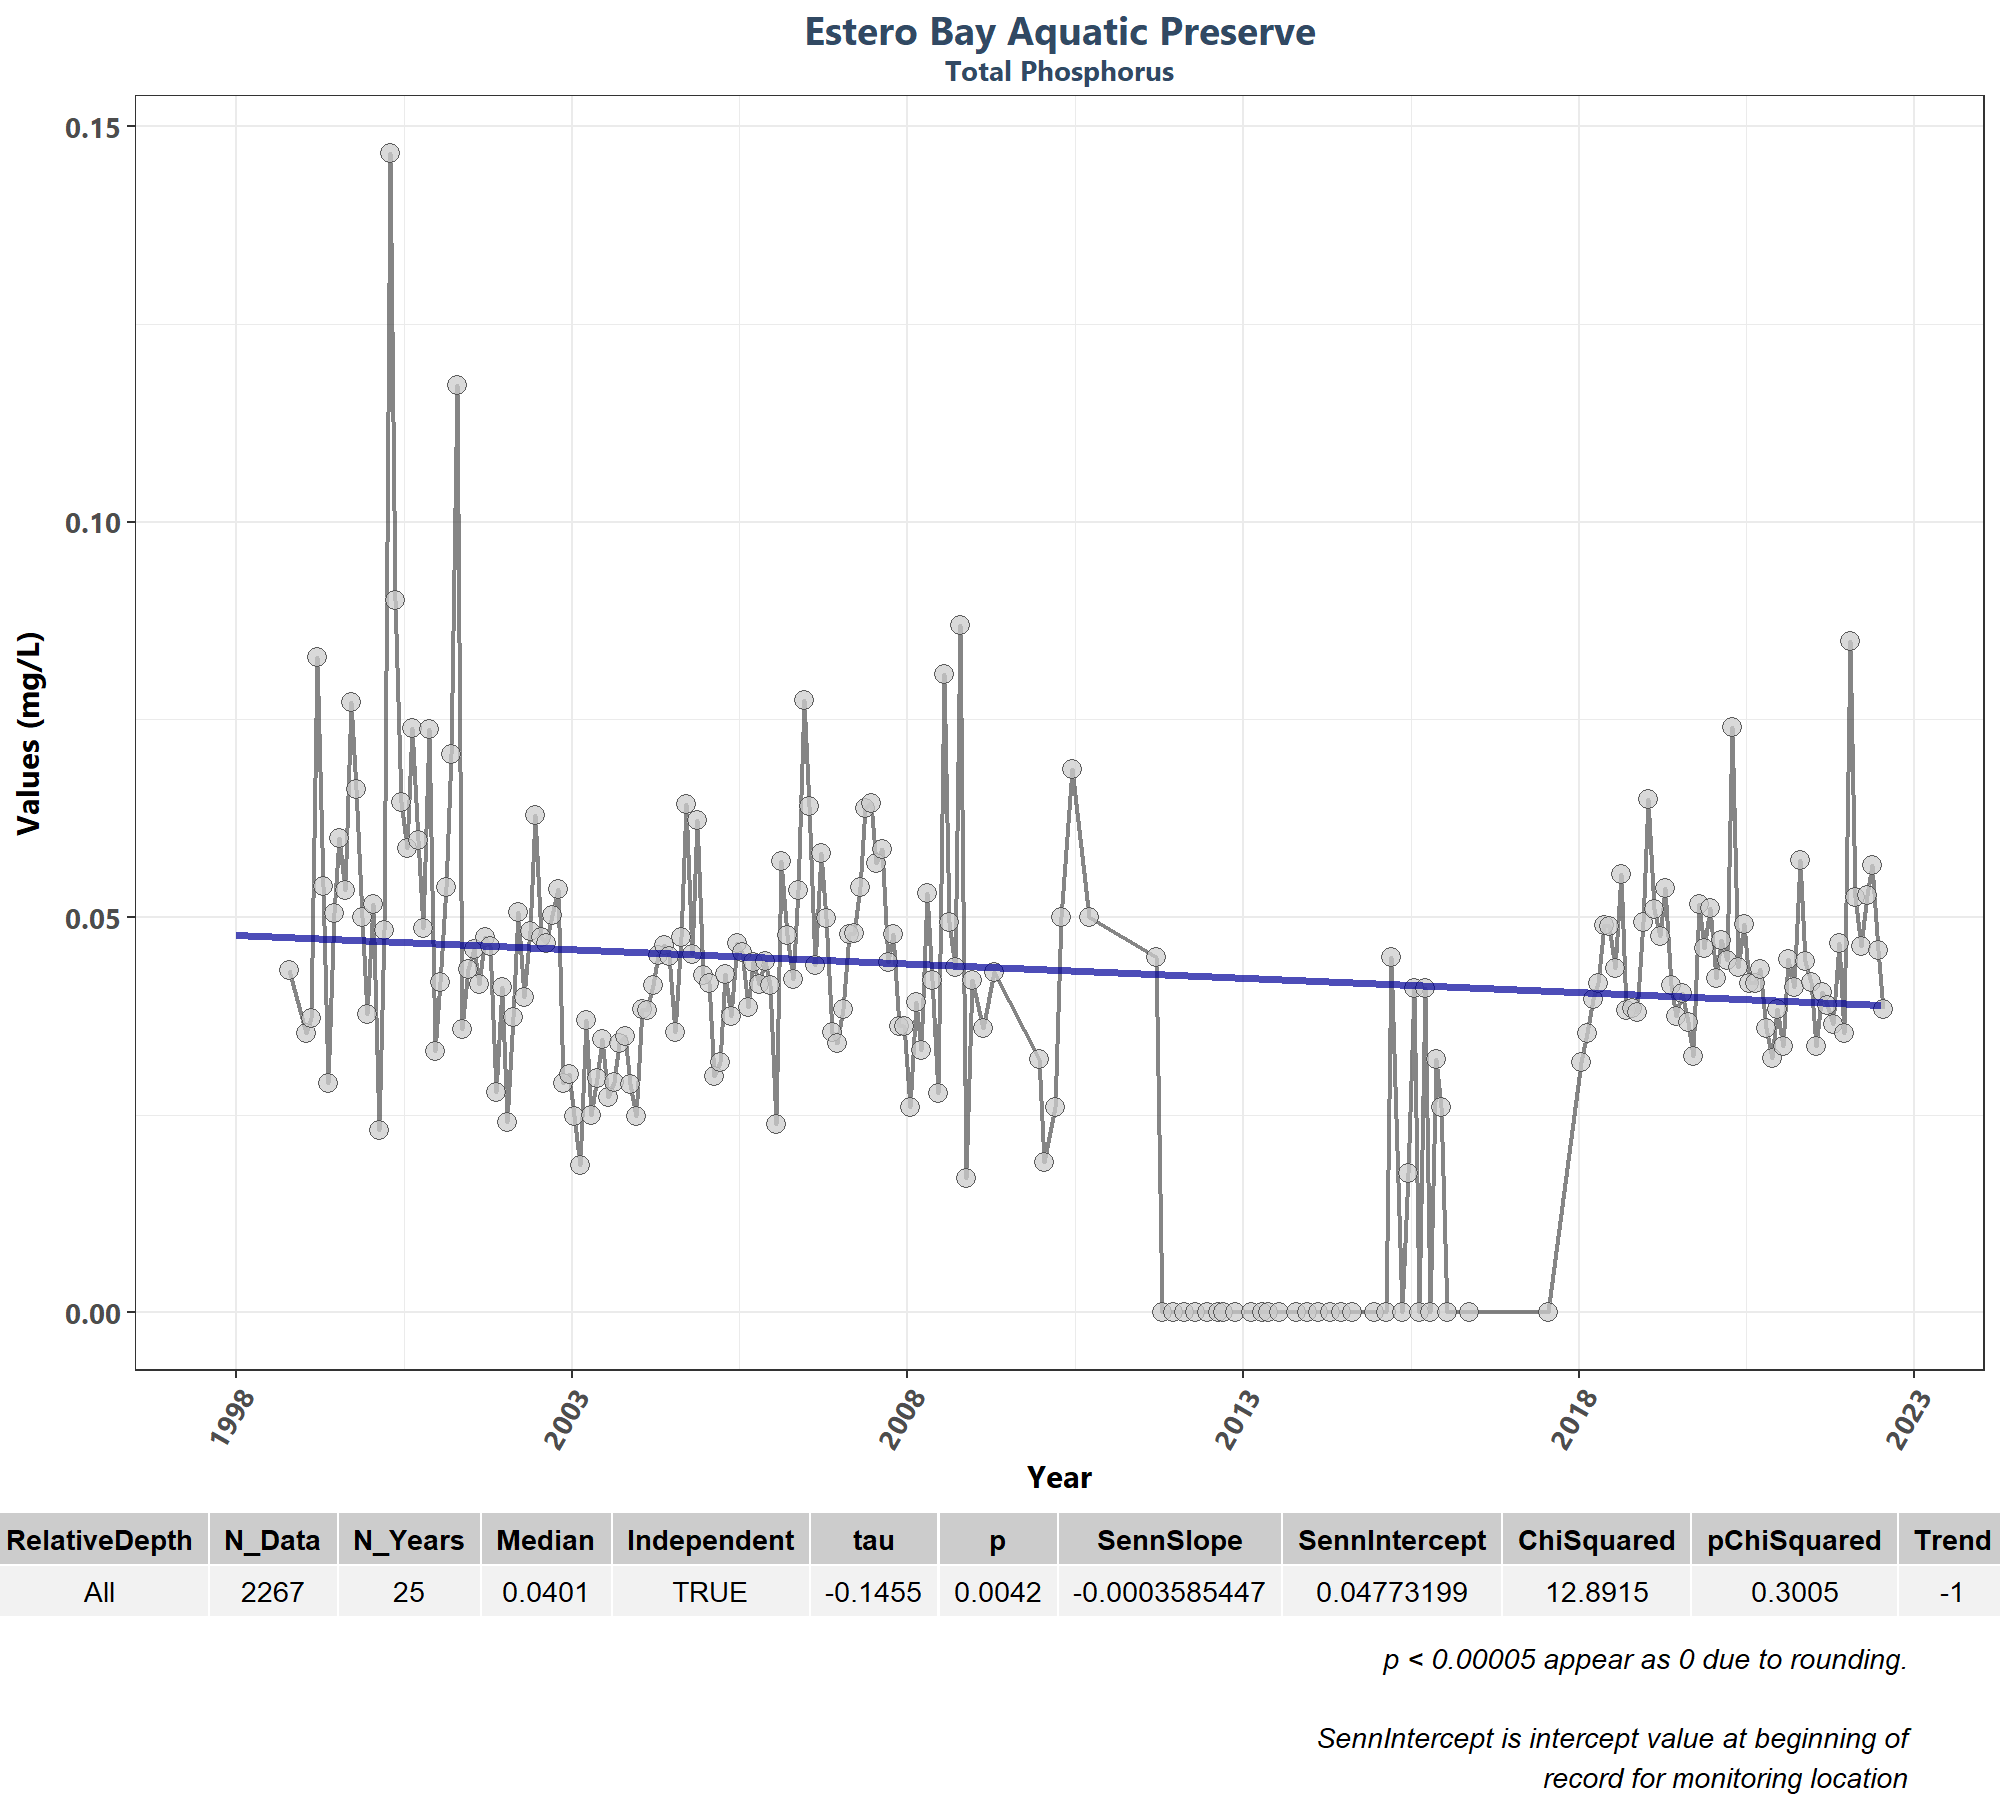 Estero Bay Aquatic Preserve
Total Phosphorus
Values (mg/L)
0.15
0.10
0.05
0.00
1998 2003 2008 2013 2018 2023
Year
RelativeDepth N_Data N_Years Median Independent tau p SennSlope SennIntercept ChiSquared pChiSquared Trend
All 2267 25 0.0401 TRUE -0.1455 0.0042 -0.0003585447 0.04773199 12.8915 0.3005 -1
p < 0.00005 appear as 0 due to rounding.
SennIntercept is intercept value at beginning of
record for monitoring location